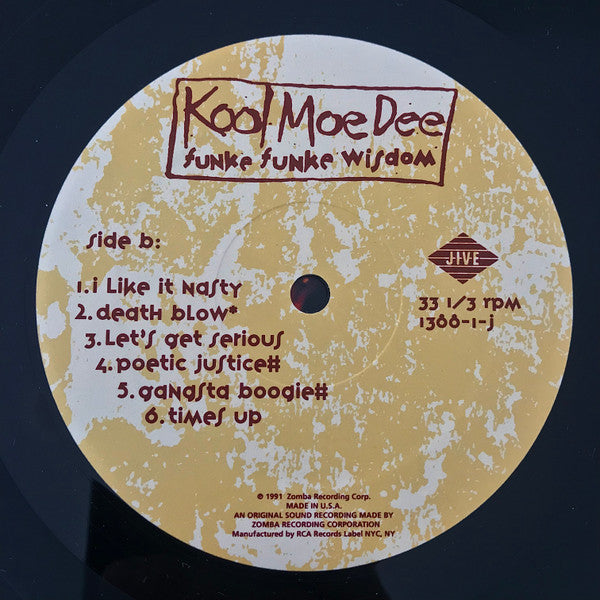 Kool Moe Dee
funke funke wisdom
side b:
JIVE
1. i Like it nasty
2. death blow*
3. Let's get serious
4. poetic justice#
5. gangsta boogie#
6. times up
33 1/3 rpm
1388-1-j
℗ 1991 Zomba Recording Corp.
MADE IN U.S.A.
AN ORIGINAL SOUND RECORDING MADE BY
ZOMBA RECORDING CORPORATION
Manufactured by RCA Records Label NYC, NY